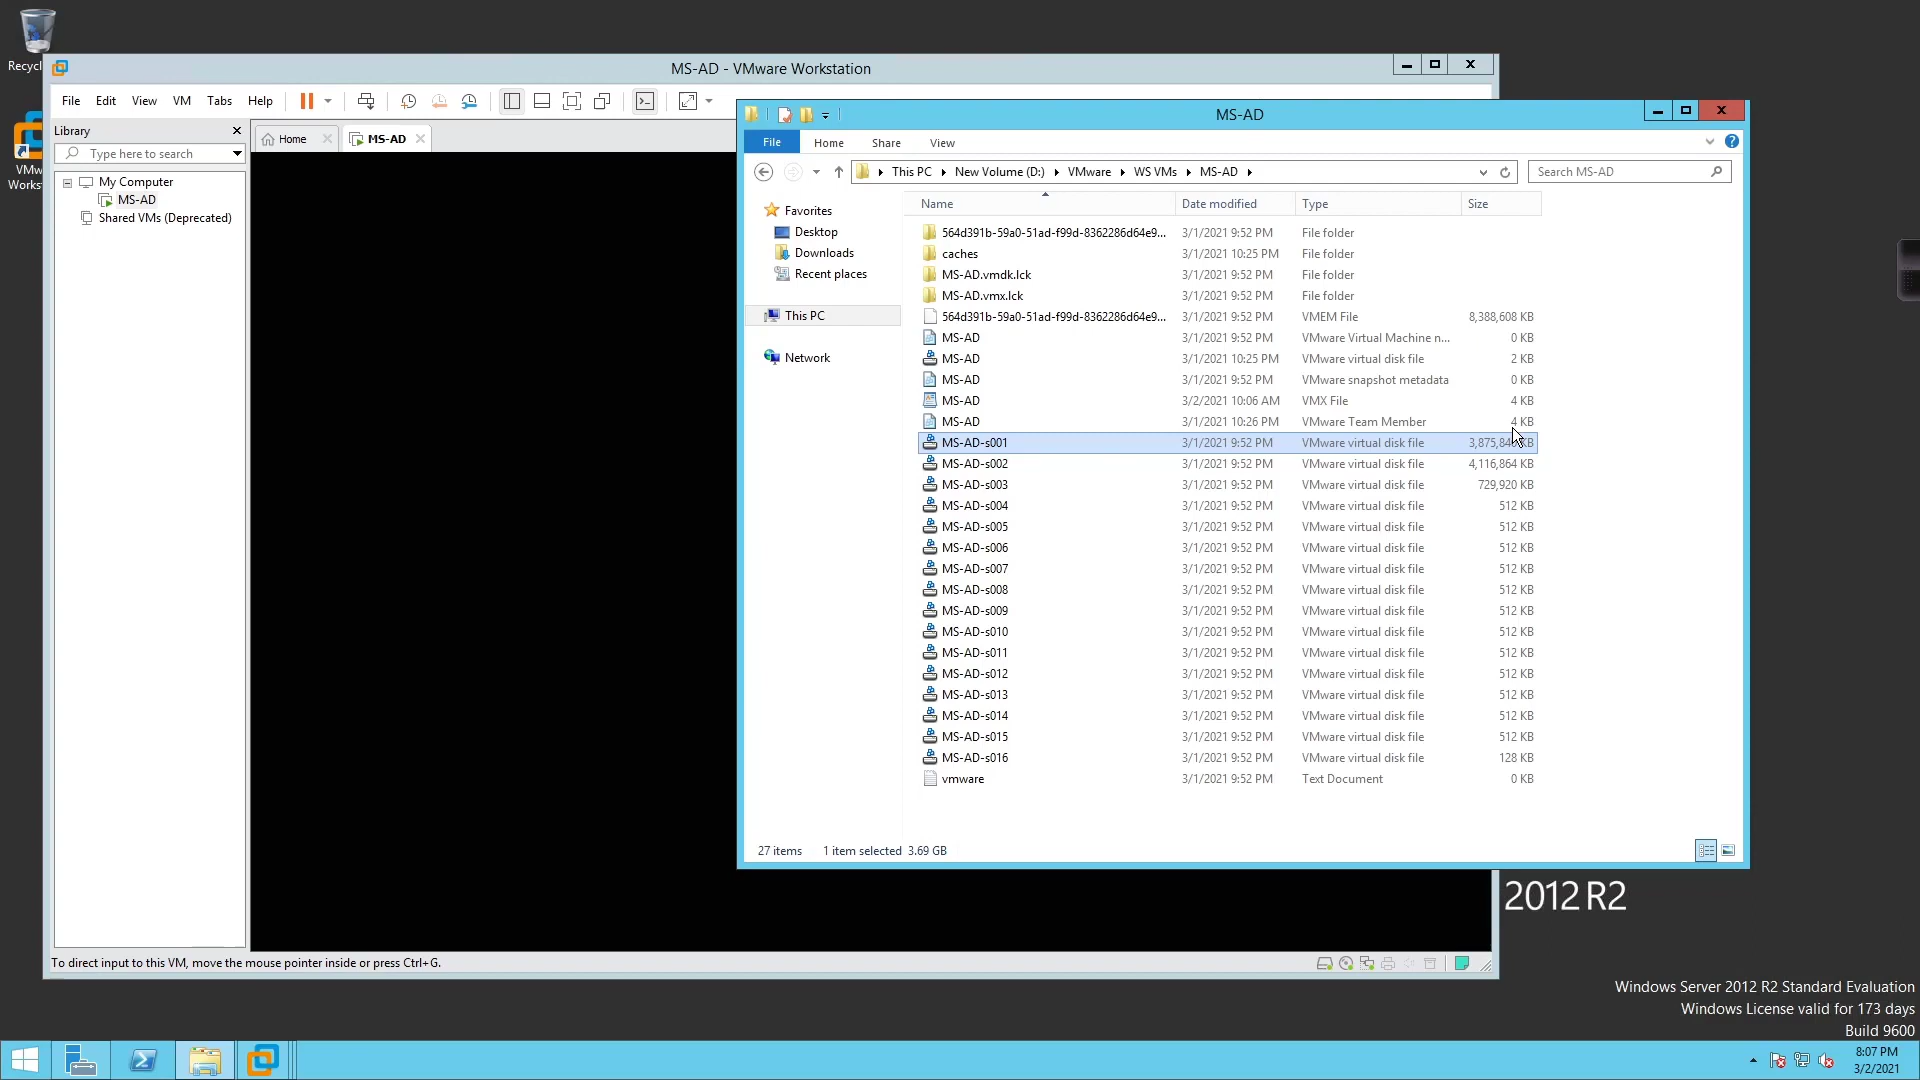 Recycl
VMw
Works
MS-AD - VMware Workstation
File Edit View VM Tabs Help
Library
Type here to search
My Computer
MS-AD
Shared VMs (Deprecated)
Home
MS-AD
MS-AD
File Home Share View
This PC New Volume (D:) VMware WS VMs MS-AD
Search MS-AD
Favorites
Desktop
Downloads
Recent places
This PC
Network
Name Date modified Type Size
564d391b-59a0-51ad-f99d-8362286d64e9... 3/1/2021 9:52 PM File folder
caches 3/1/2021 10:25 PM File folder
MS-AD.vmdk.lck 3/1/2021 9:52 PM File folder
MS-AD.vmx.lck 3/1/2021 9:52 PM File folder
564d391b-59a0-51ad-f99d-8362286d64e9... 3/1/2021 9:52 PM VMEM File 8,388,608 KB
MS-AD 3/1/2021 9:52 PM VMware Virtual Machine n... 0 KB
MS-AD 3/1/2021 10:25 PM VMware virtual disk file 2 KB
MS-AD 3/1/2021 9:52 PM VMware snapshot metadata 0 KB
MS-AD 3/2/2021 10:06 AM VMX File 4 KB
MS-AD 3/1/2021 10:26 PM VMware Team Member 4 KB
MS-AD-s001 3/1/2021 9:52 PM VMware virtual disk file KB
MS-AD-s002 3/1/2021 9:52 PM VMware virtual disk file 4,116,864 KB
MS-AD-s003 3/1/2021 9:52 PM VMware virtual disk file 729,920 KB
MS-AD-s004 3/1/2021 9:52 PM VMware virtual disk file 512 KB
MS-AD-s005 3/1/2021 9:52 PM VMware virtual disk file 512 KB
MS-AD-s006 3/1/2021 9:52 PM VMware virtual disk file 512 KB
MS-AD-s007 3/1/2021 9:52 PM VMware virtual disk file 512 KB
MS-AD-s008 3/1/2021 9:52 PM VMware virtual disk file 512 KB
MS-AD-s009 3/1/2021 9:52 PM VMware virtual disk file 512 KB
MS-AD-s010 3/1/2021 9:52 PM VMware virtual disk file 512 KB
MS-AD-s011 3/1/2021 9:52 PM VMware virtual disk file 512 KB
MS-AD-s012 3/1/2021 9:52 PM VMware virtual disk file 512 KB
MS-AD-s013 3/1/2021 9:52 PM VMware virtual disk file 512 KB
MS-AD-s014 3/1/2021 9:52 PM VMware virtual disk file 512 KB
MS-AD-s015 3/1/2021 9:52 PM VMware virtual disk file 512 KB
MS-AD-s016 3/1/2021 9:52 PM VMware virtual disk file 128 KB
vmware 3/1/2021 9:52 PM Text Document 0 KB
27 items 1 item selected 3.69 GB
2012 R2
To direct input to this VM, move the mouse pointer inside or press Ctrl+G.
Windows Server 2012 R2 Standard Evaluation
Windows License valid for 173 days
Build 9600
8:07 PM
3/2/2021